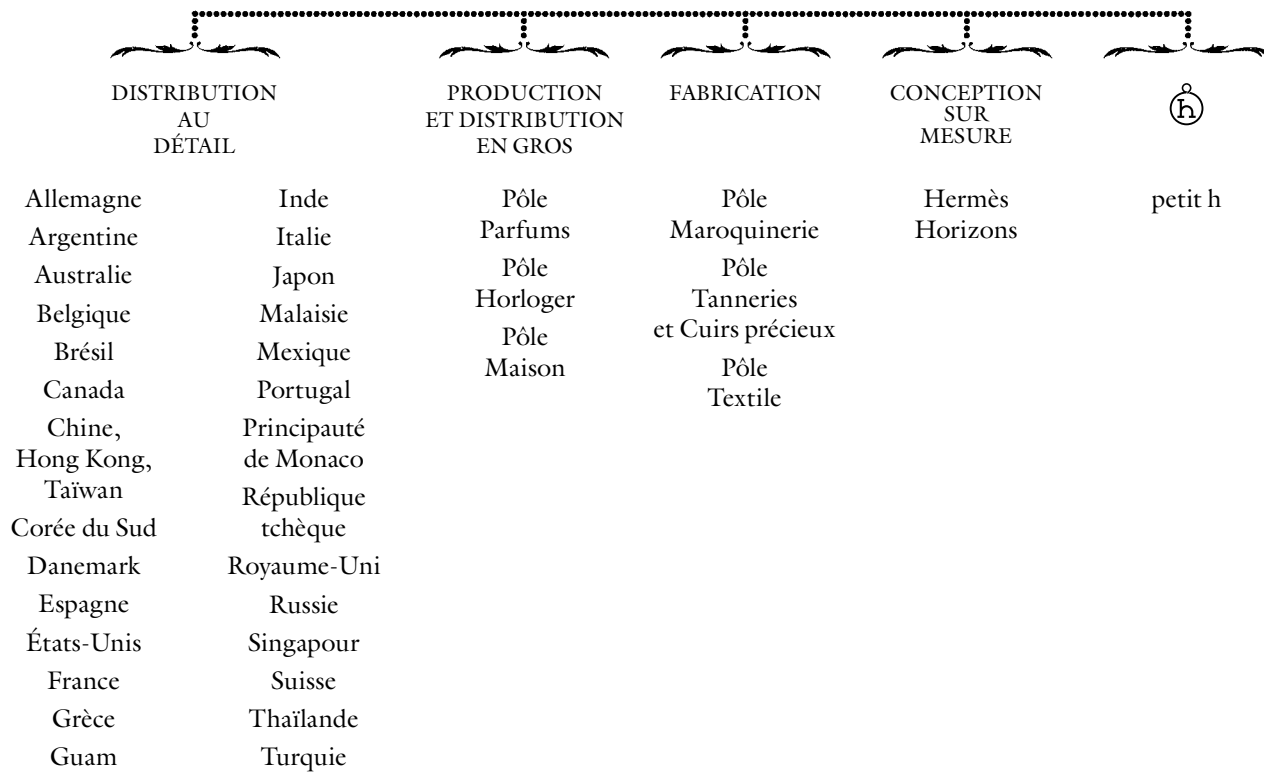 DISTRIBUTION
AU
DÉTAIL
Allemagne
Argentine
Australie
Belgique
Brésil
Canada
Chine,
Hong Kong,
Taïwan
Corée du Sud
Danemark
Espagne
États-Unis
France
Grèce
Guam
Inde
Italie
Japon
Malaisie
Mexique
Portugal
Principauté
de Monaco
République
tchèque
Royaume-Uni
Russie
Singapour
Suisse
Thaïlande
Turquie
PRODUCTION
ET DISTRIBUTION
EN GROS
Pôle
Parfums
Pôle
Horloger
Pôle
Maison
FABRICATION
Pôle
Maroquinerie
Pôle
Tanneries
et Cuirs précieux
Pôle
Textile
CONCEPTION
SUR
MESURE
Hermès
Horizons
h
petit h